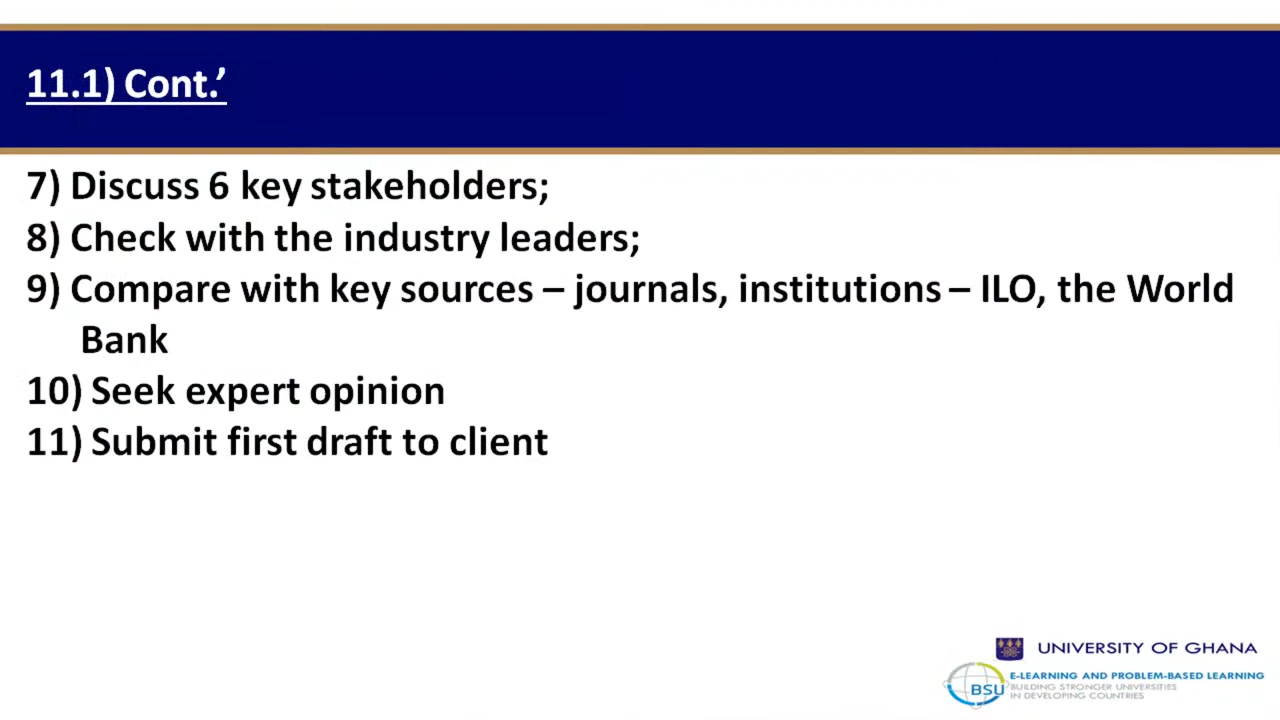 11.1) Cont.’
7) Discuss 6 key stakeholders;
8) Check with the industry leaders;
9) Compare with key sources – journals, institutions – ILO, the World
Bank
10) Seek expert opinion
11) Submit first draft to client
UNIVERSITY OF GHANA
BSU
E-LEARNING AND PROBLEM-BASED LEARNING
BUILDING STRONGER UNIVERSITIES
IN DEVELOPING COUNTRIES